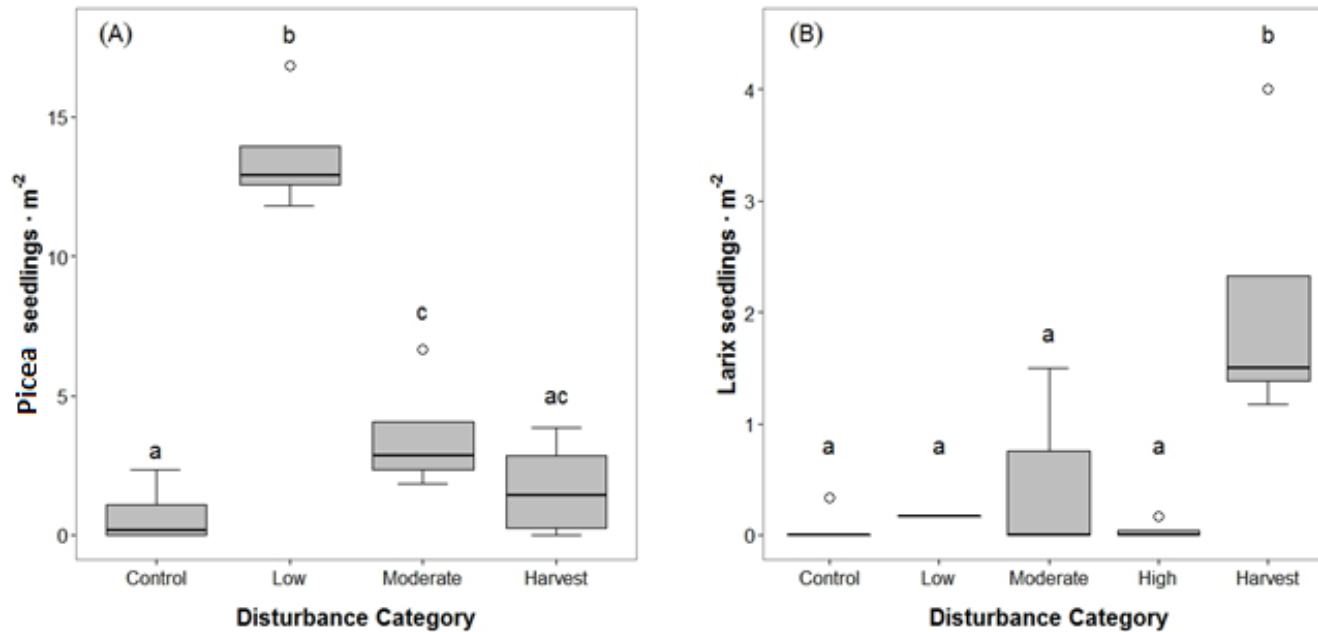 (A)
b
15
10
5
0
c
ac
a
Picea seedlings · m⁻²
Control Low Moderate Harvest
Disturbance Category
(B)
b
4
3
2
1
0
a
a a a
Larix seedlings · m⁻²
Control Low Moderate High Harvest
Disturbance Category